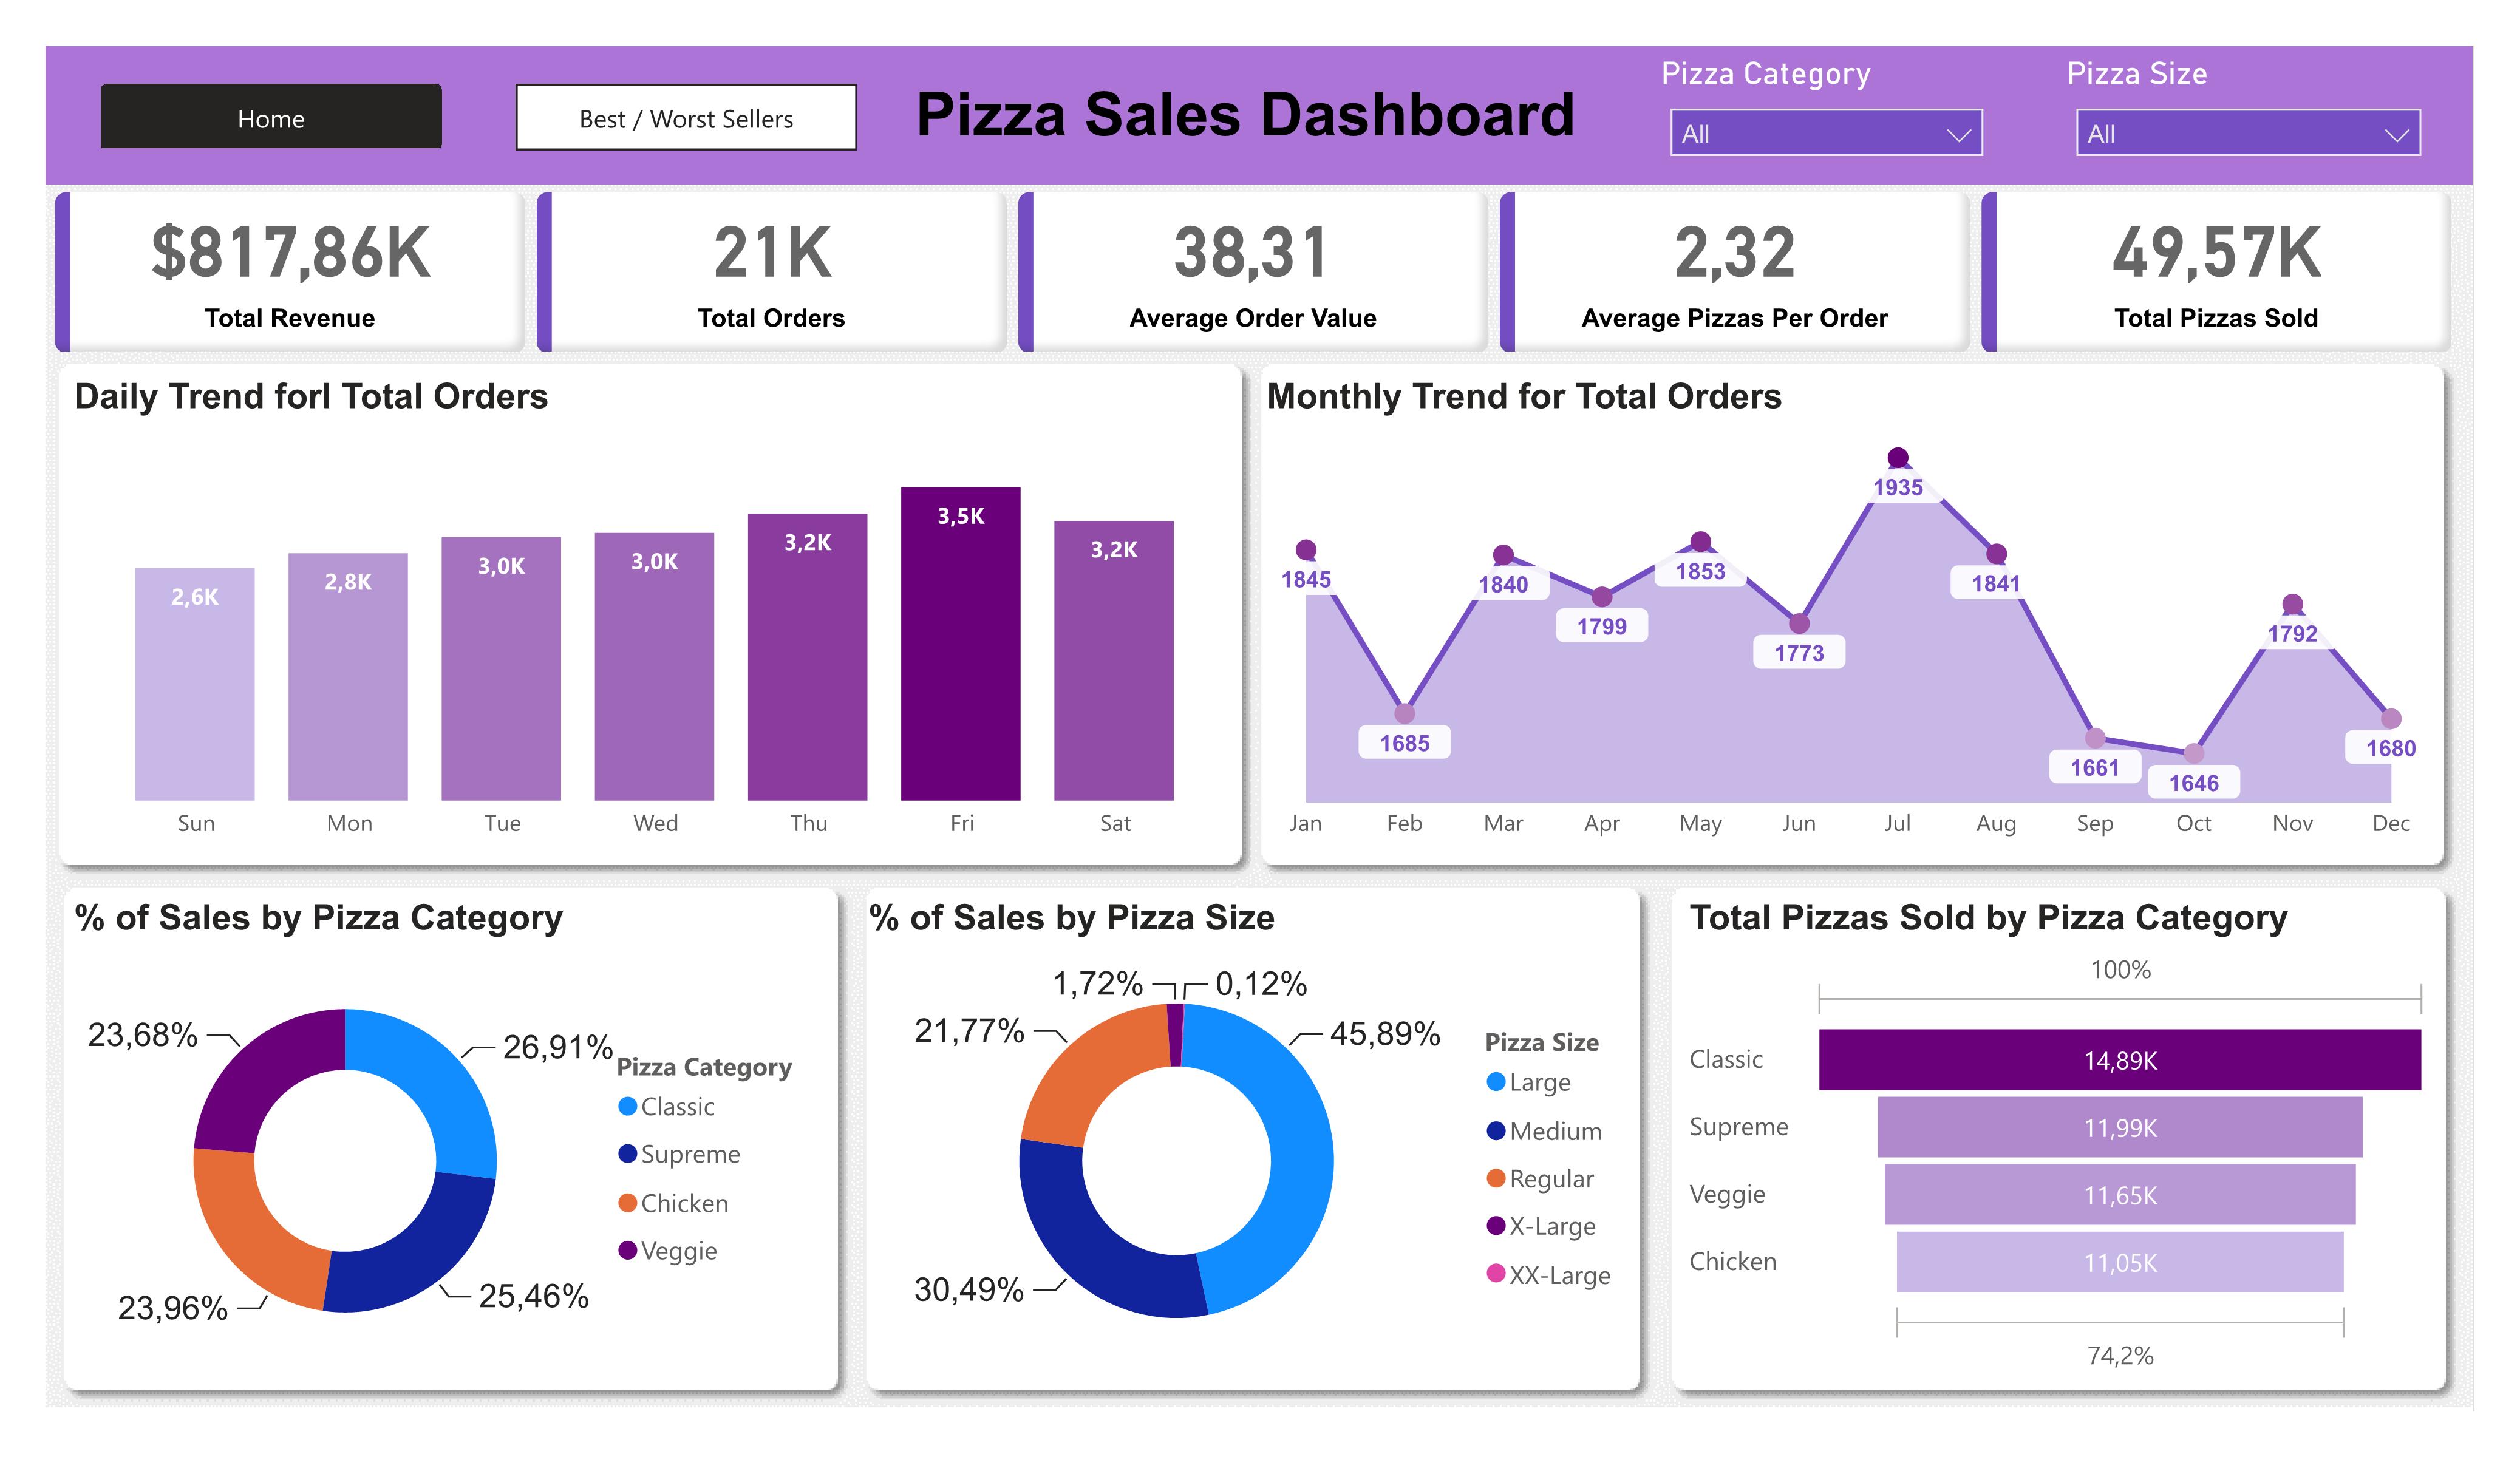 Home
Best / Worst Sellers
Pizza Sales Dashboard
Pizza Category
All
Pizza Size
All
$817,86K
Total Revenue
21K
Total Orders
38,31
Average Order Value
2,32
Average Pizzas Per Order
49,57K
Total Pizzas Sold
Daily Trend forl Total Orders
2,6K
2,8K
3,0K
3,0K
3,2K
3,5K
3,2K
Sun Mon Tue Wed Thu Fri Sat
Monthly Trend for Total Orders
1845
1685
1840
1799
1853
1773
1935
1841
1661
1646
1792
1680
Jan Feb Mar Apr May Jun Jul Aug Sep Oct Nov Dec
% of Sales by Pizza Category
23,68%
26,91%
23,96%
25,46%
Pizza Category
Classic
Supreme
Chicken
Veggie
% of Sales by Pizza Size
1,72%
0,12%
21,77%
45,89%
30,49%
Pizza Size
Large
Medium
Regular
X-Large
XX-Large
Total Pizzas Sold by Pizza Category
100%
Classic 14,89K
Supreme 11,99K
Veggie 11,65K
Chicken 11,05K
74,2%